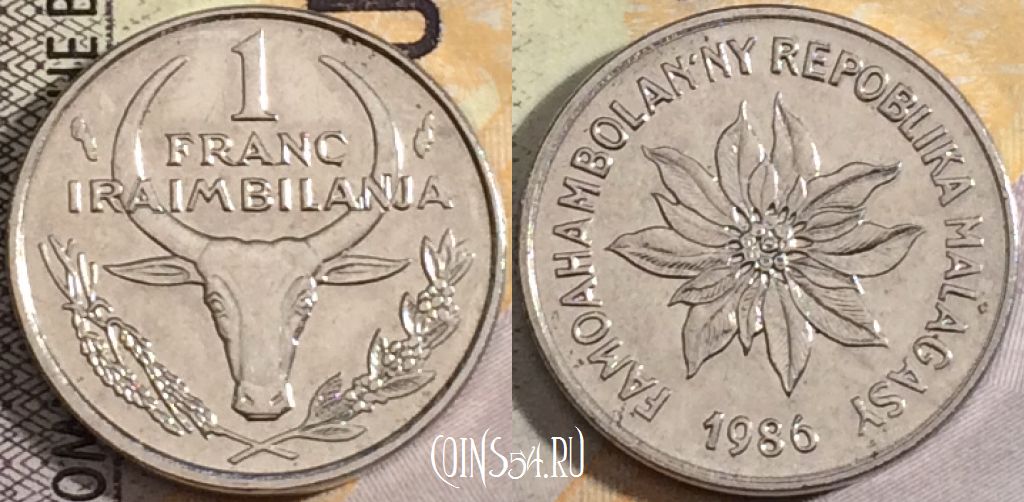 1
FRANC
IRAIMBILANJA
FAMOAHAMBOLAN'NY REPOBLIKA MALAGASY
1986
COINS54.RU